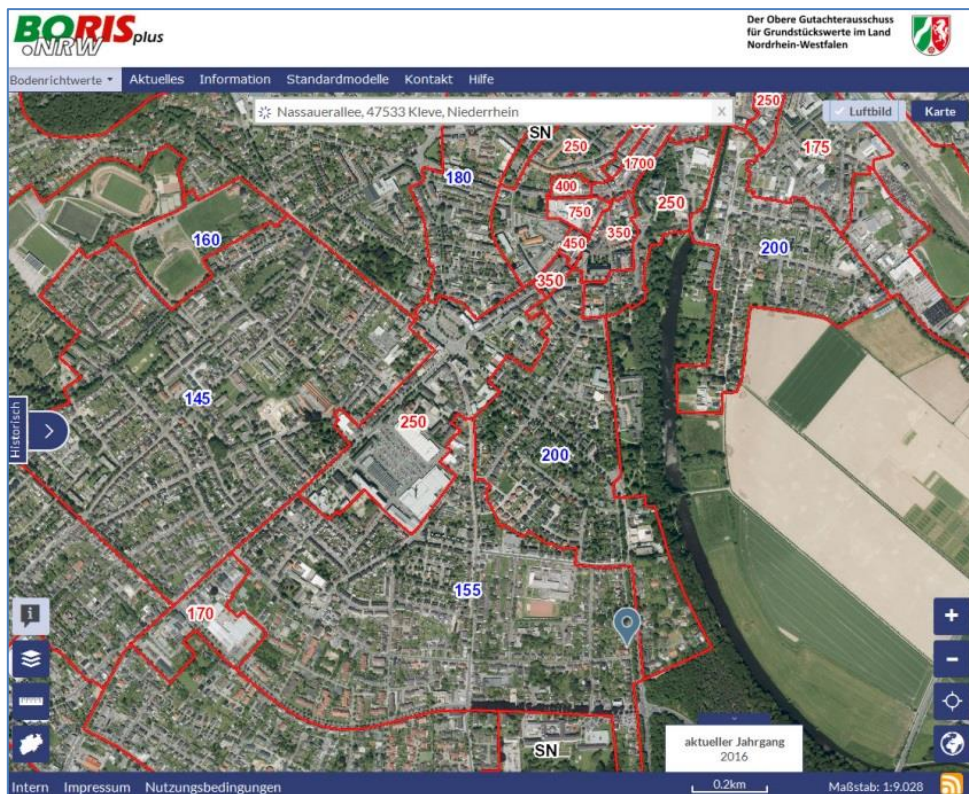 BORISplus
.NRW
Der Obere Gutachterausschuss
für Grundstückswerte im Land
Nordrhein-Westfalen
Bodenrichtwerte Aktuelles Information Standardmodelle Kontakt Hilfe
Nassauerallee, 47533 Kleve, Niederrhein X
Luftbild Karte
250
SN
250
175
180
1700
400
250
750
160
350
450
200
350
145
Historisch
250
200
155
170
SN
aktueller Jahrgang
2016
Intern Impressum Nutzungsbedingungen 0.2km Maßstab: 1:9.028